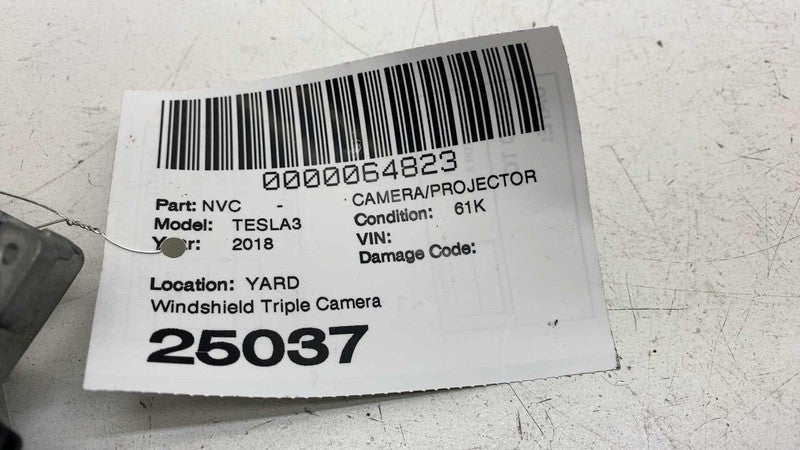 0000064823
Part: NVC - CAMERA/PROJECTOR
Model: TESLA3 Condition: 61K
Year: 2018 VIN:
Damage Code:
Location: YARD
Windshield Triple Camera
25037